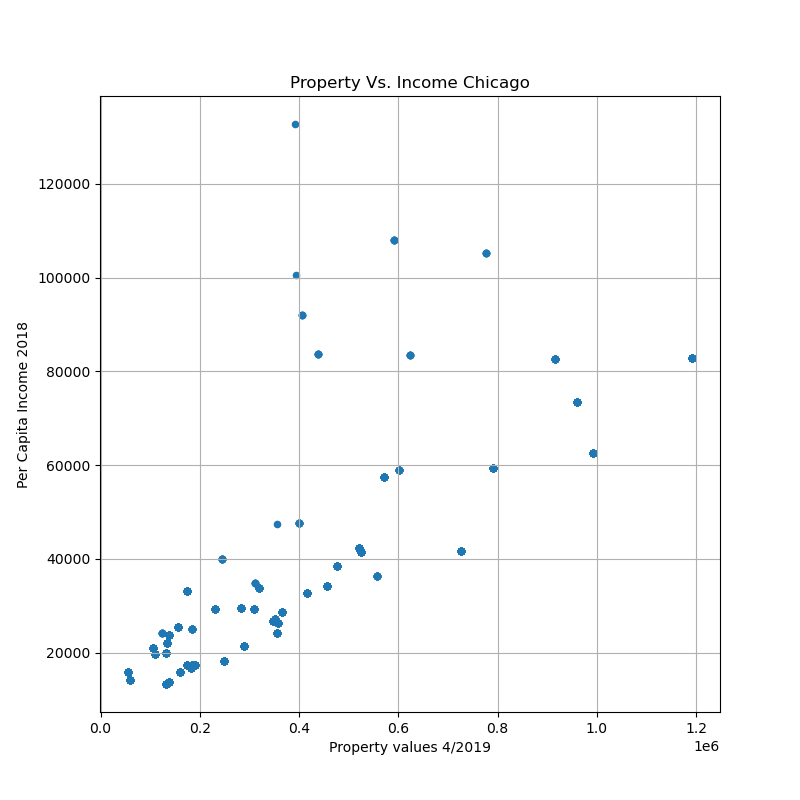 Property Vs. Income Chicago
120000
100000
80000
60000
40000
20000
Per Capita Income 2018
0.0 0.2 0.4 0.6 0.8 1.0 1.2
1e6
Property values 4/2019